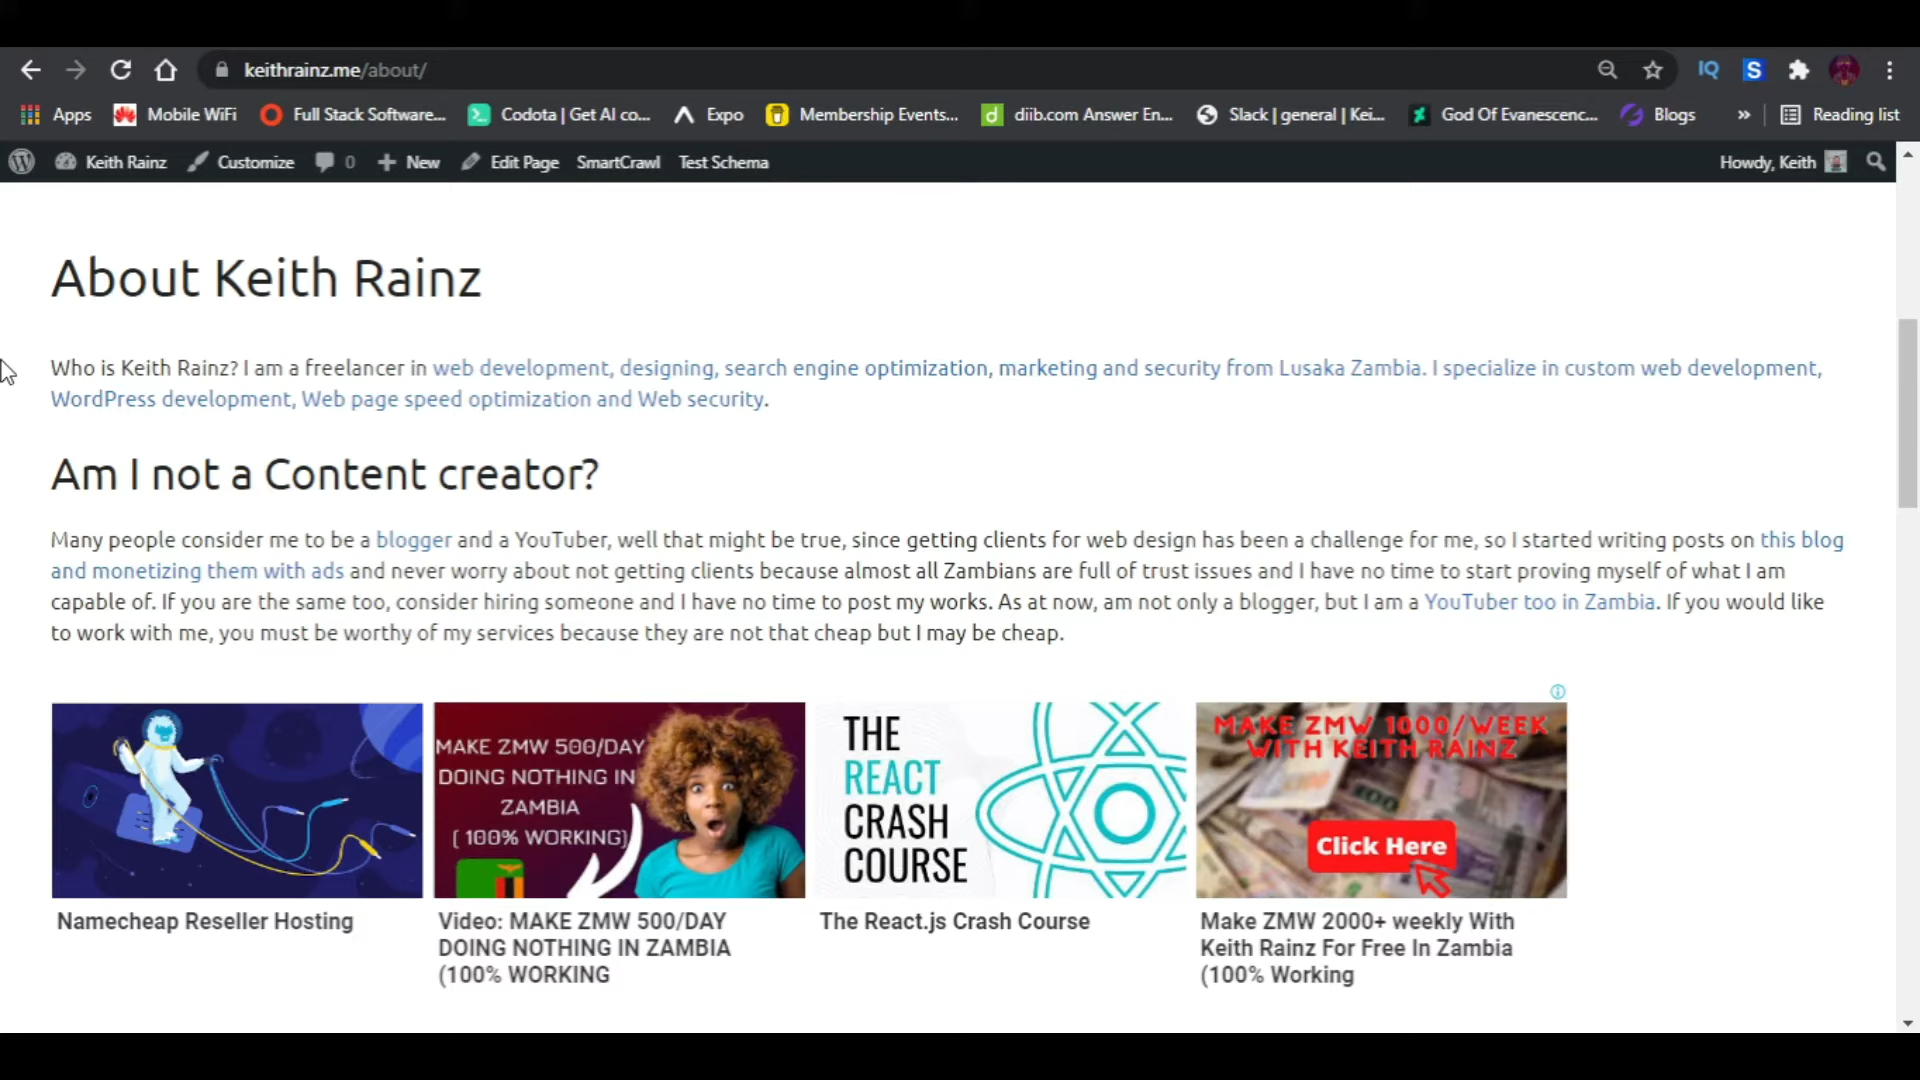 keithrainz.me/about/
IQ S
Apps Mobile WiFi Full Stack Software... Codota | Get AI co... Expo Membership Events... d diib.com Answer En... Slack | general | Kei... God Of Evanescenc... Blogs » Reading list
Keith Rainz Customize 0 + New Edit Page SmartCrawl Test Schema Howdy, Keith
About Keith Rainz
Who is Keith Rainz? I am a freelancer in web development, designing, search engine optimization, marketing and security from Lusaka Zambia. I specialize in custom web development,
WordPress development, Web page speed optimization and Web security.
Am I not a Content creator?
Many people consider me to be a blogger and a YouTuber, well that might be true, since getting clients for web design has been a challenge for me, so I started writing posts on this blog
and monetizing them with ads and never worry about not getting clients because almost all Zambians are full of trust issues and I have no time to start proving myself of what I am
capable of. If you are the same too, consider hiring someone and I have no time to post my works. As at now, am not only a blogger, but I am a YouTuber too in Zambia. If you would like
to work with me, you must be worthy of my services because they are not that cheap but I may be cheap.
MAKE ZMW 500/DAY
DOING NOTHING IN
ZAMBIA
( 100% WORKING)
THE
REACT
CRASH
COURSE
MAKE ZMW 1000/WEEK
WITH KEITH RAINZ
Click Here
Namecheap Reseller Hosting
Video: MAKE ZMW 500/DAY
DOING NOTHING IN ZAMBIA
(100% WORKING
The React.js Crash Course
Make ZMW 2000+ weekly With
Keith Rainz For Free In Zambia
(100% Working